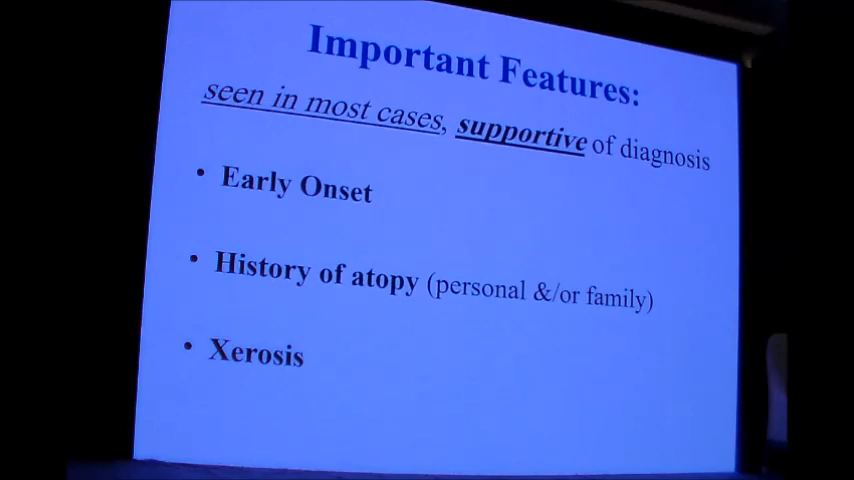 Important Features:
seen in most cases, supportive of diagnosis
• Early Onset
• History of atopy (personal &/or family)
• Xerosis